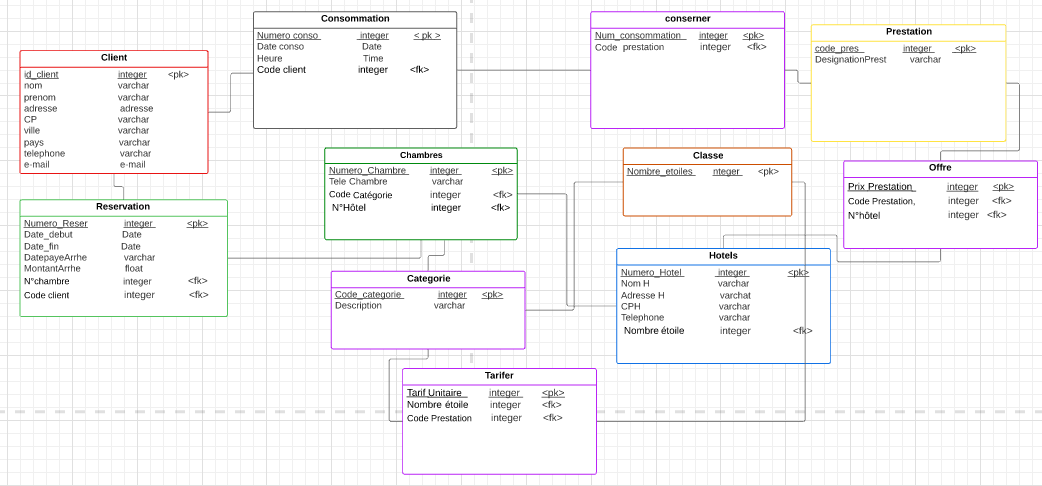 Client
id_client integer <pk>
nom varchar
prenom varchar
adresse adresse
CP varchar
ville varchar
pays varchar
telephone varchar
e-mail e-mail
Consommation
Numero conso integer < pk >
Date conso Date
Heure Time
Code client integer <fk>
conserner
Num_consommation integer <pk>
Code prestation integer <fk>
Prestation
code_pres integer <pk>
DesignationPrest varchar
Reservation
Numero_Reser integer <pk>
Date_debut Date
Date_fin Date
DatepayeArrhe varchar
MontantArrhe float
N°chambre integer <fk>
Code client integer <fk>
Chambres
Numero_Chambre integer <pk>
Tele Chambre varchar
Code Catégorie integer <fk>
N°Hôtel integer <fk>
Classe
Nombre_etoiles nteger <pk>
Offre
Prix Prestation integer <pk>
Code Prestation, integer <fk>
N°hôtel integer <fk>
Categorie
Code_categorie integer <pk>
Description varchar
Hotels
Numero_Hotel integer <pk>
Nom H varchar
Adresse H varchat
CPH varchar
Telephone varchar
Nombre étoile integer <fk>
Tarifer
Tarif Unitaire integer <pk>
Nombre étoile integer <fk>
Code Prestation integer <fk>